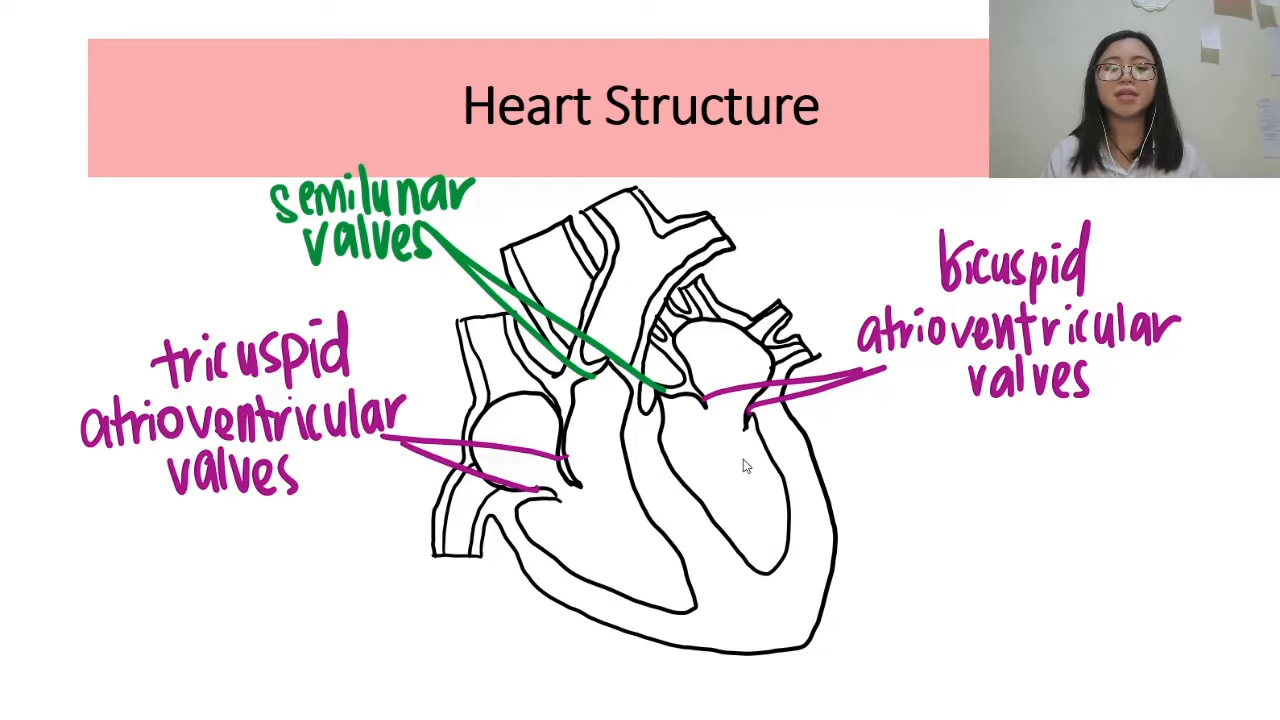 Heart Structure
semilunar
valves
tricuspid
atrioventricular
valves
bicuspid
atrioventricular
valves